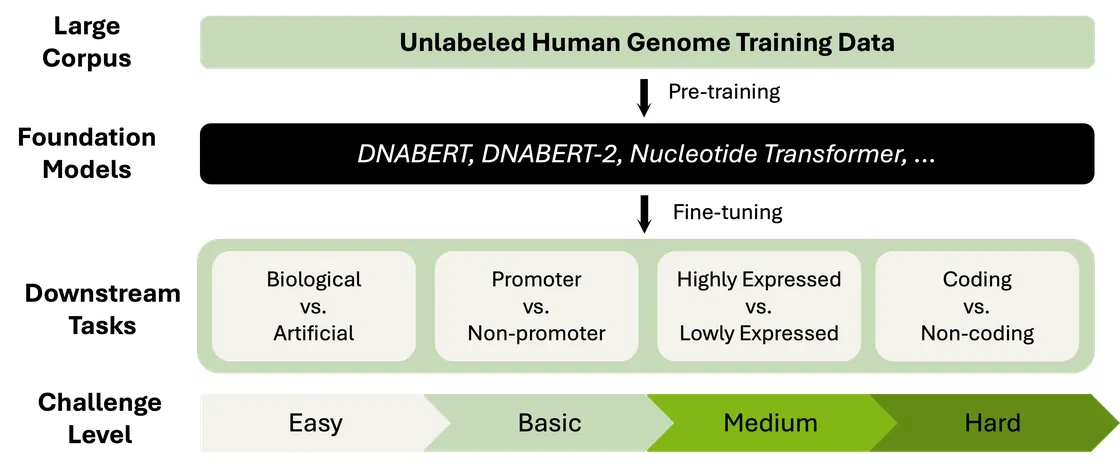 Large
Corpus
Unlabeled Human Genome Training Data
Pre-training
Foundation
Models
DNABERT, DNABERT-2, Nucleotide Transformer, ...
Fine-tuning
Downstream
Tasks
Biological
vs.
Artificial
Promoter
vs.
Non-promoter
Highly Expressed
vs.
Lowly Expressed
Coding
vs.
Non-coding
Challenge
Level
Easy
Basic
Medium
Hard